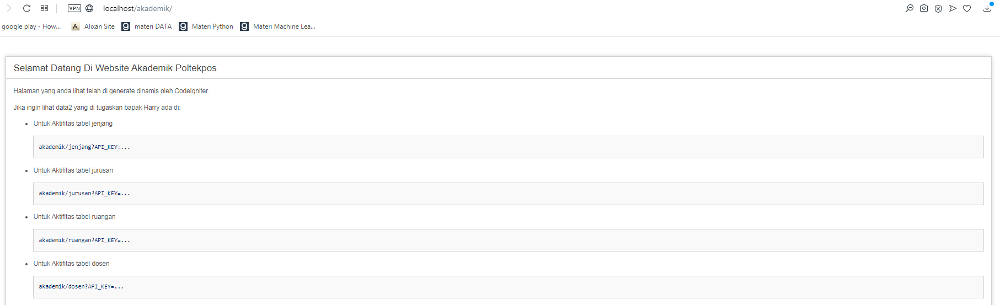 VPN localhost/akademik/
google play - How... Alixan Site materi DATA Materi Python Materi Machine Lea...
Selamat Datang Di Website Akademik Poltekpos
Halaman yang anda lihat telah di generate dinamis oleh CodeIgniter.
Jika ingin lihat data2 yang di tugaskan bapak Harry ada di:
Untuk Aktifitas tabel jenjang
akademik/jenjang?API_KEY=...
Untuk Aktifitas tabel jurusan
akademik/jurusan?API_KEY=...
Untuk Aktifitas tabel ruangan
akademik/ruangan?API_KEY=...
Untuk Aktifitas tabel dosen
akademik/dosen?API_KEY=...